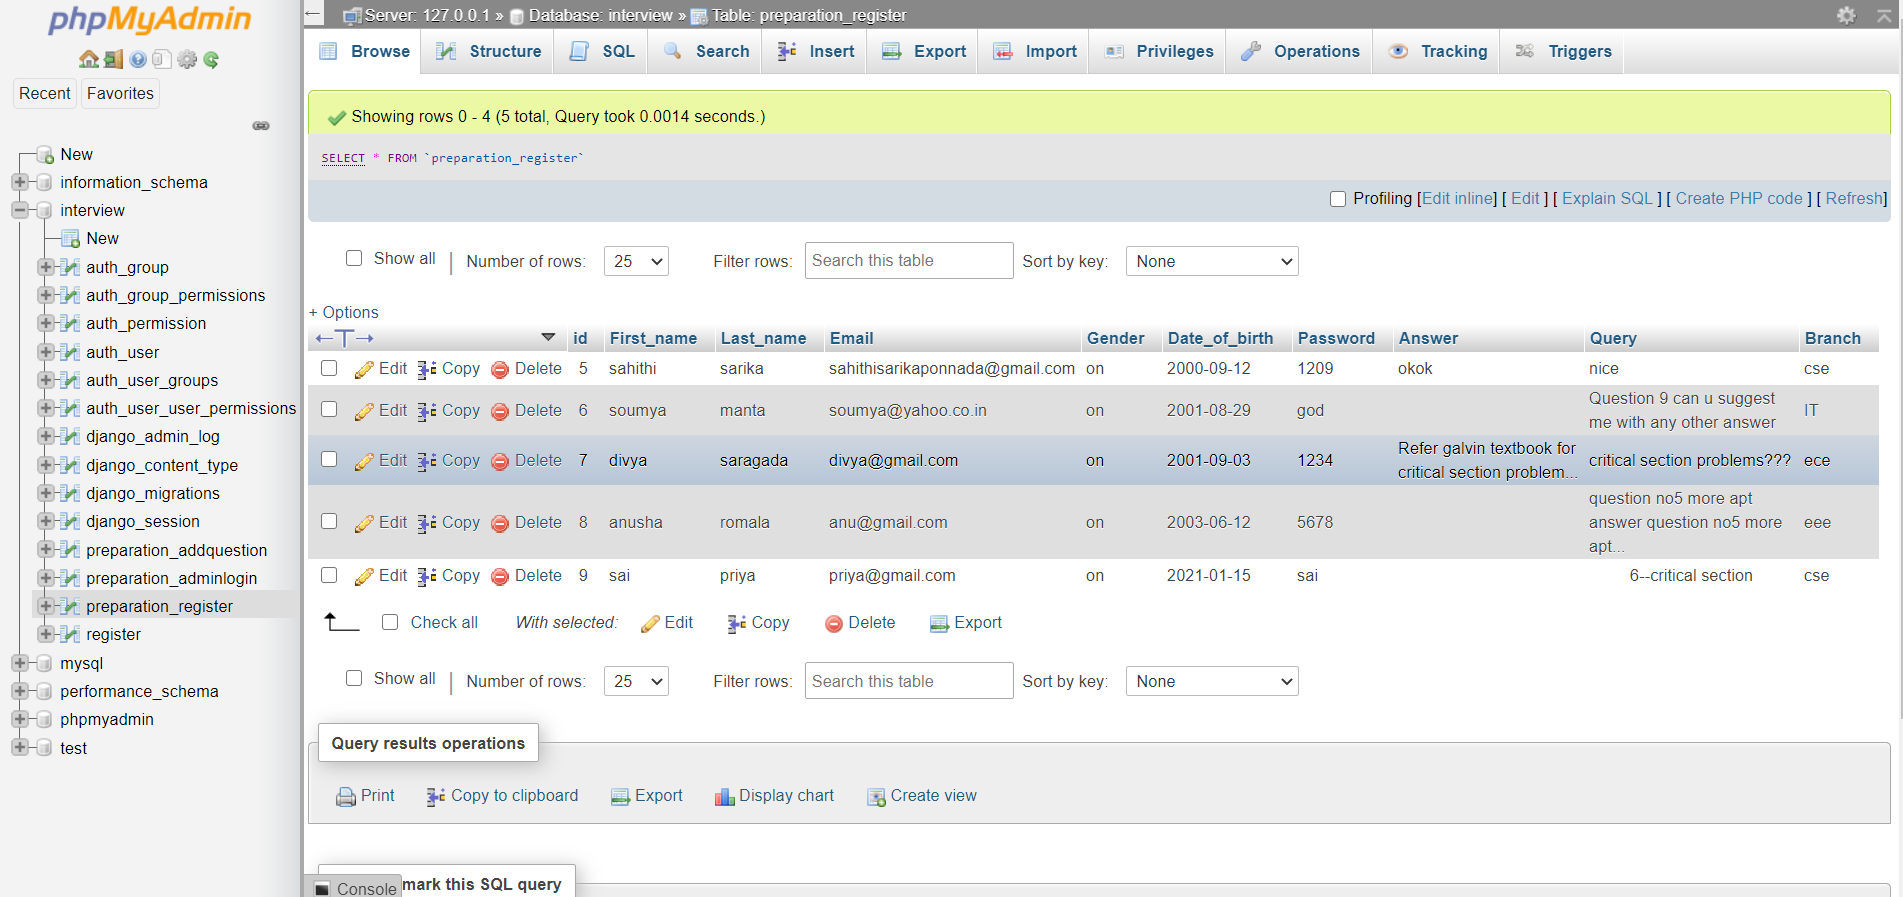 phpMyAdmin
Recent Favorites
New
information_schema
interview
New
auth_group
auth_group_permissions
auth_permission
auth_user
auth_user_groups
auth_user_user_permissions
django_admin_log
django_content_type
django_migrations
django_session
preparation_addquestion
preparation_adminlogin
preparation_register
register
mysql
performance_schema
phpmyadmin
test
Server: 127.0.0.1 » Database: interview » Table: preparation_register
Browse Structure SQL Search Insert Export Import Privileges Operations Tracking Triggers
Showing rows 0 - 4 (5 total, Query took 0.0014 seconds.)
SELECT * FROM `preparation_register`
Profiling [Edit inline] [ Edit ] [ Explain SQL ] [ Create PHP code ] [ Refresh]
Show all Number of rows: 25 Filter rows: Search this table Sort by key: None
+ Options
←T→ id First_name Last_name Email Gender Date_of_birth Password Answer Query Branch
Edit Copy Delete 5 sahithi sarika sahithisarikaponnada@gmail.com on 2000-09-12 1209 okok nice cse
Edit Copy Delete 6 soumya manta soumya@yahoo.co.in on 2001-08-29 god Question 9 can u suggest
me with any other answer IT
Edit Copy Delete 7 divya saragada divya@gmail.com on 2001-09-03 1234 Refer galvin textbook for
critical section problem... critical section problems??? ece
Edit Copy Delete 8 anusha romala anu@gmail.com on 2003-06-12 5678 question no5 more apt
answer question no5 more
apt... eee
Edit Copy Delete 9 sai priya priya@gmail.com on 2021-01-15 sai 6--critical section cse
Check all With selected: Edit Copy Delete Export
Show all Number of rows: 25 Filter rows: Search this table Sort by key: None
Query results operations
Print Copy to clipboard Export Display chart Create view
Console mark this SQL query